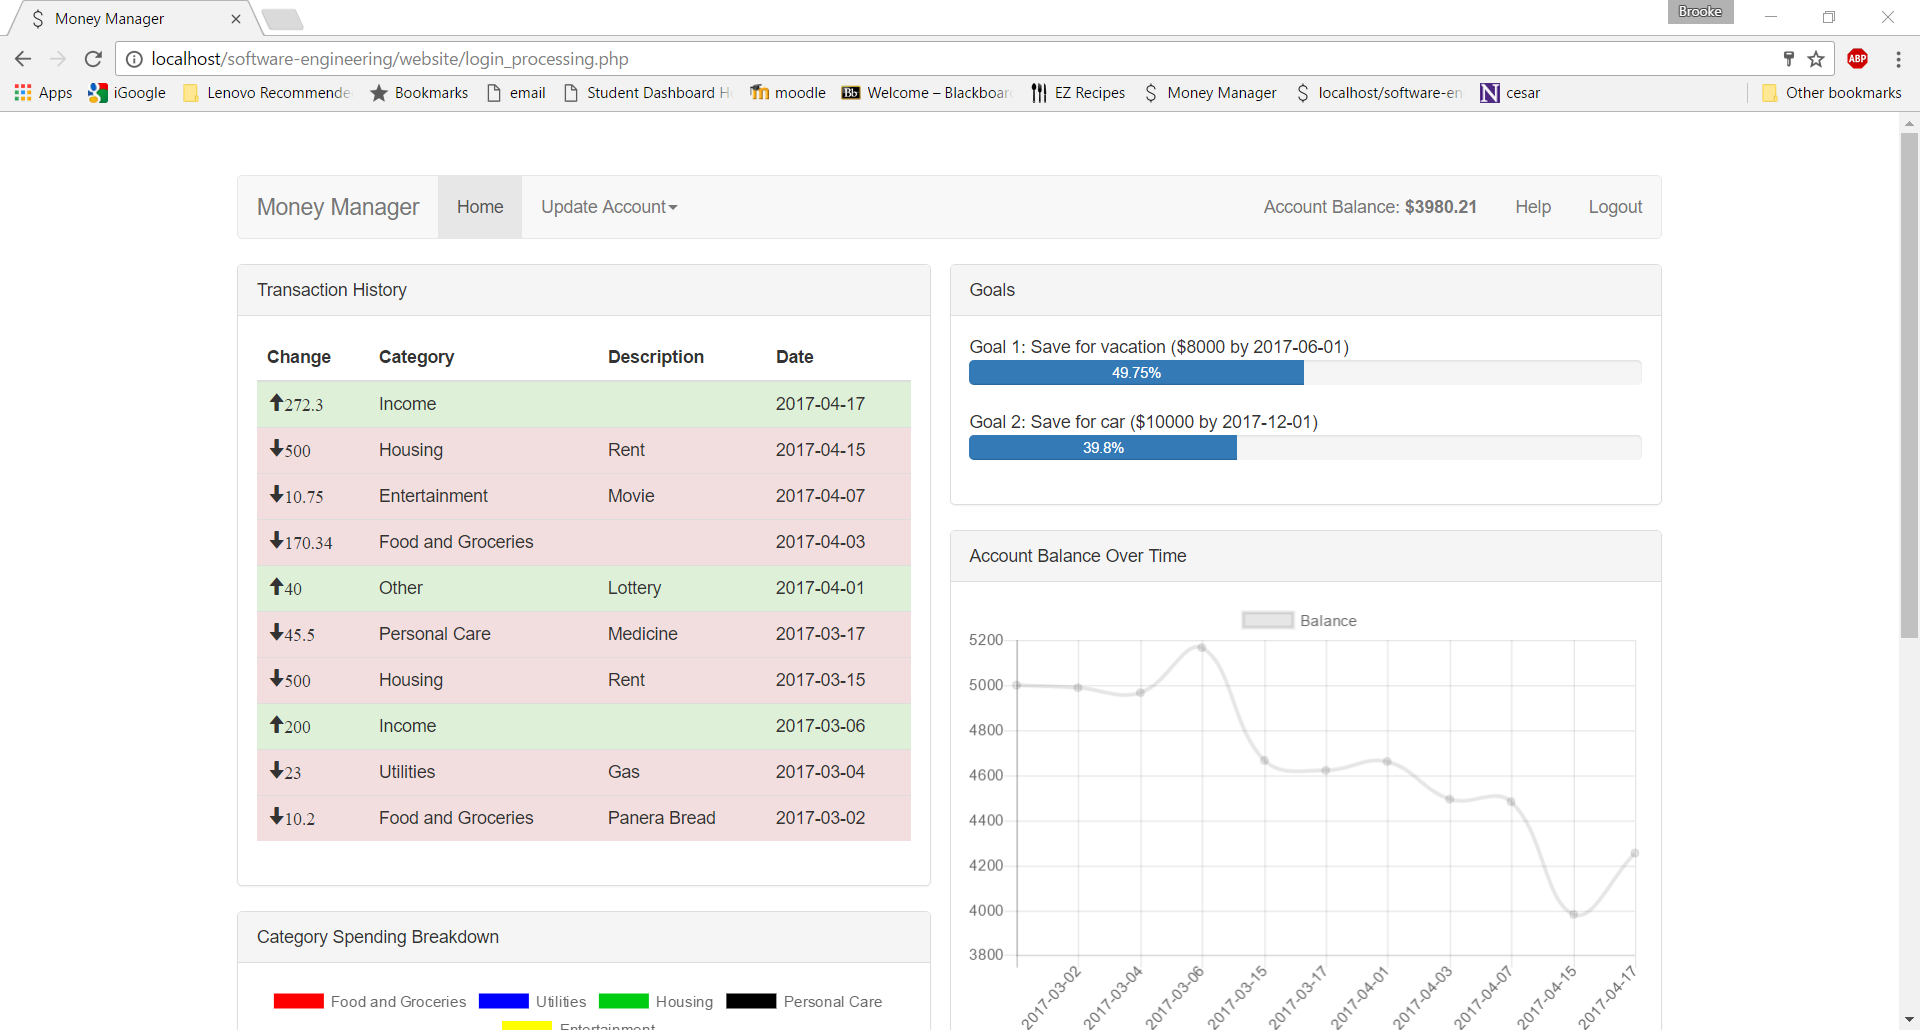 Money Manager
Brooke
localhost/software-engineering/website/login_processing.php
ABP
Apps iGoogle Lenovo Recommende Bookmarks email Student Dashboard H moodle Bb Welcome – Blackboar EZ Recipes Money Manager localhost/software-en N cesar Other bookmarks
Money Manager Home Update Account Account Balance: $3980.21 Help Logout
Transaction History
Change Category Description Date
272.3 Income 2017-04-17
500 Housing Rent 2017-04-15
10.75 Entertainment Movie 2017-04-07
170.34 Food and Groceries 2017-04-03
40 Other Lottery 2017-04-01
45.5 Personal Care Medicine 2017-03-17
500 Housing Rent 2017-03-15
200 Income 2017-03-06
23 Utilities Gas 2017-03-04
10.2 Food and Groceries Panera Bread 2017-03-02
Category Spending Breakdown
Food and Groceries Utilities Housing Personal Care
Entertainment
Goals
Goal 1: Save for vacation ($8000 by 2017-06-01)
49.75%
Goal 2: Save for car ($10000 by 2017-12-01)
39.8%
Account Balance Over Time
Balance
5200
5000
4800
4600
4400
4200
4000
3800
2017-03-02 2017-03-04 2017-03-06 2017-03-15 2017-03-17 2017-04-01 2017-04-03 2017-04-07 2017-04-15 2017-04-17